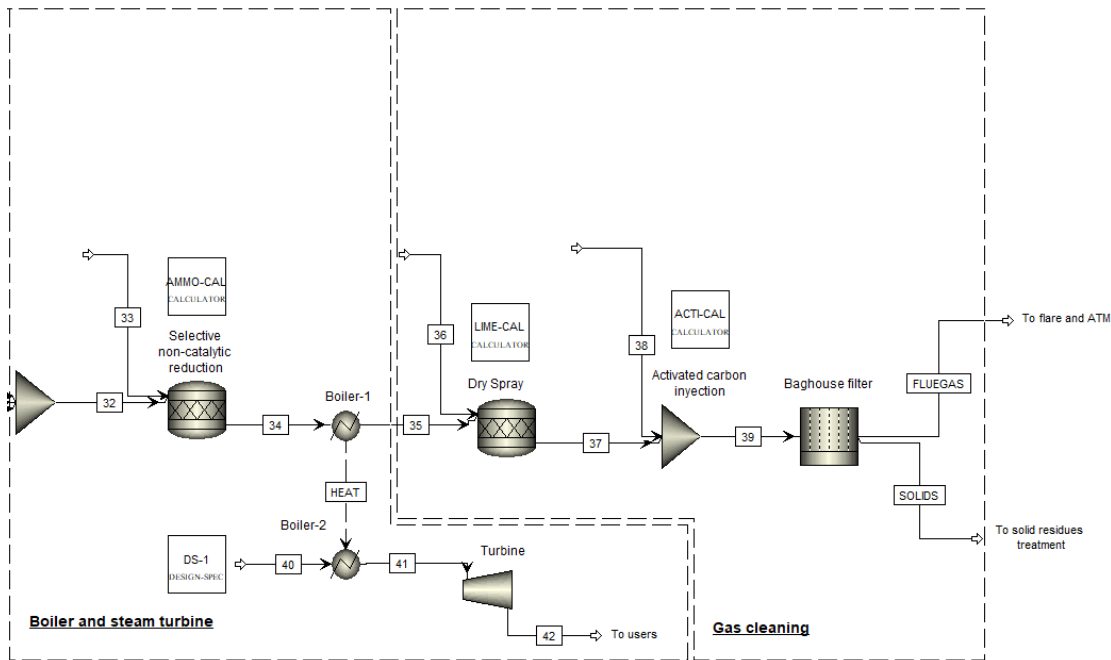 AMMO-CAL
CALCULATOR
33
Selective
non-catalytic
reduction
32
34
Boiler-1
35
HEAT
Boiler-2
DS-1
DESIGN-SPEC
40
41
Turbine
42
To users
Boiler and steam turbine
36
LIME-CAL
CALCULATOR
Dry Spray
37
38
ACTI-CAL
CALCULATOR
Activated carbon
injection
39
Baghouse filter
FLUEGAS
To flare and ATM
SOLIDS
To solid residues
treatment
Gas cleaning